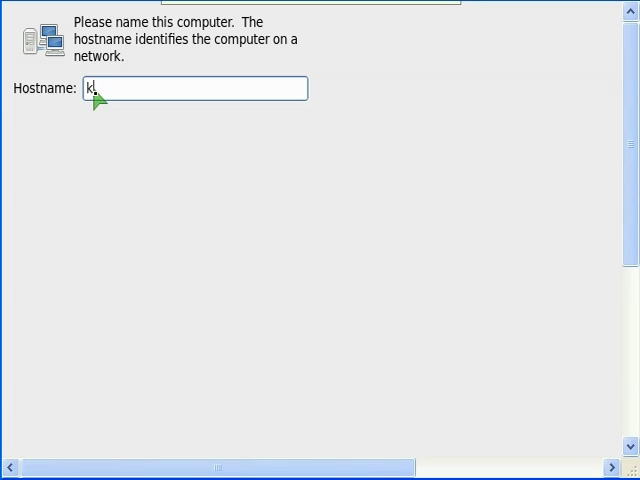 Please name this computer.  The
hostname identifies the computer on a
network.
Hostname: k